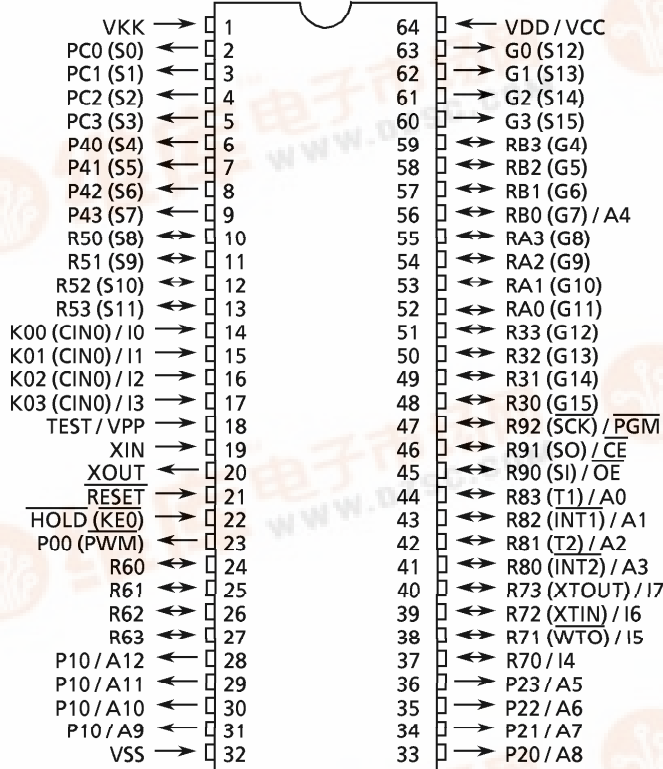 VKK 1 64 VDD / VCC
PC0 (S0) 2 63 G0 (S12)
PC1 (S1) 3 62 G1 (S13)
PC2 (S2) 4 61 G2 (S14)
PC3 (S3) 5 60 G3 (S15)
P40 (S4) 6 59 RB3 (G4)
P41 (S5) 7 58 RB2 (G5)
P42 (S6) 8 57 RB1 (G6)
P43 (S7) 9 56 RB0 (G7) / A4
R50 (S8) 10 55 RA3 (G8)
R51 (S9) 11 54 RA2 (G9)
R52 (S10) 12 53 RA1 (G10)
R53 (S11) 13 52 RA0 (G11)
K00 (CIN0) / I0 14 51 R33 (G12)
K01 (CIN0) / I1 15 50 R32 (G13)
K02 (CIN0) / I2 16 49 R31 (G14)
K03 (CIN0) / I3 17 48 R30 (G15)
TEST / VPP 18 47 R92 (SCK) / PGM
XIN 19 46 R91 (SO) / CE
XOUT 20 45 R90 (SI) / OE
RESET 21 44 R83 (T1) / A0
HOLD (KE0) 22 43 R82 (INT1) / A1
P00 (PWM) 23 42 R81 (T2) / A2
R60 24 41 R80 (INT2) / A3
R61 25 40 R73 (XTOUT) / I7
R62 26 39 R72 (XTIN) / I6
R63 27 38 R71 (WTO) / I5
P10 / A12 28 37 R70 / I4
P10 / A11 29 36 P23 / A5
P10 / A10 30 35 P22 / A6
P10 / A9 31 34 P21 / A7
VSS 32 33 P20 / A8